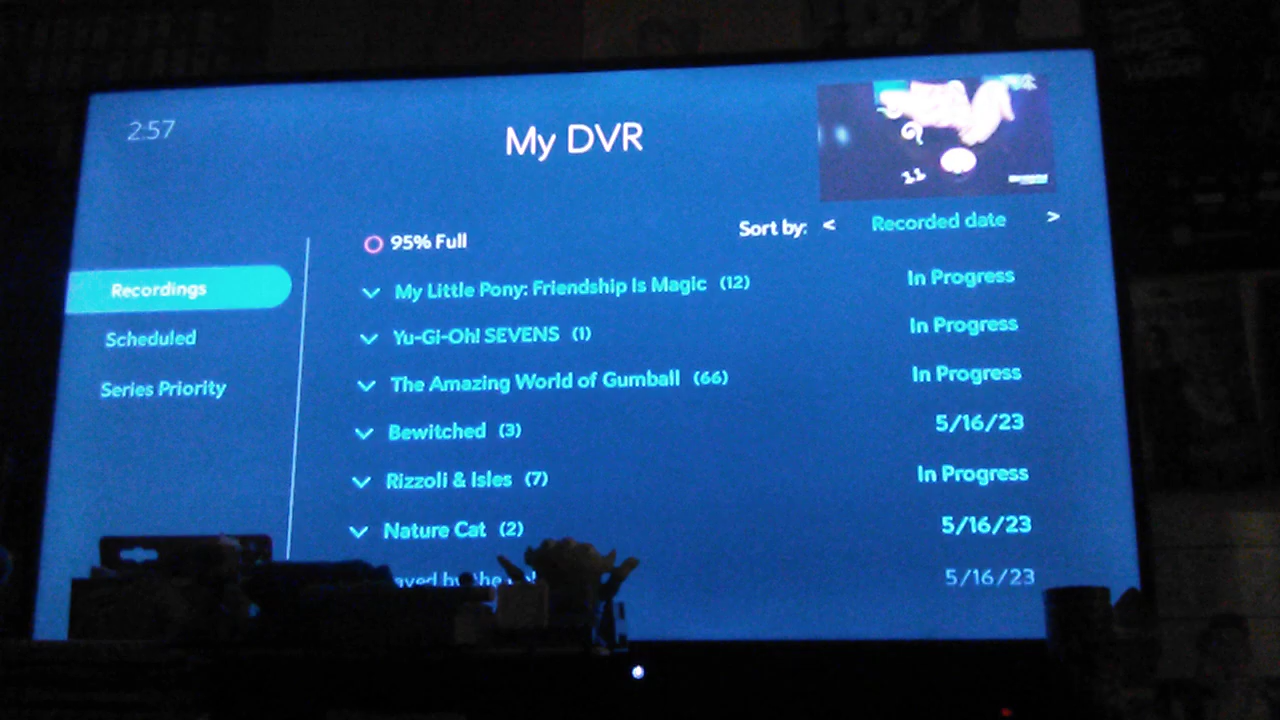 2:57
My DVR
11
Sort by: < Recorded date >
95% Full
Recordings
Scheduled
Series Priority
My Little Pony: Friendship Is Magic (12) In Progress
Yu-Gi-Oh! SEVENS (1) In Progress
The Amazing World of Gumball (66) In Progress
Bewitched (3) 5/16/23
Rizzoli & Isles (7) In Progress
Nature Cat (2) 5/16/23
by the 5/16/23